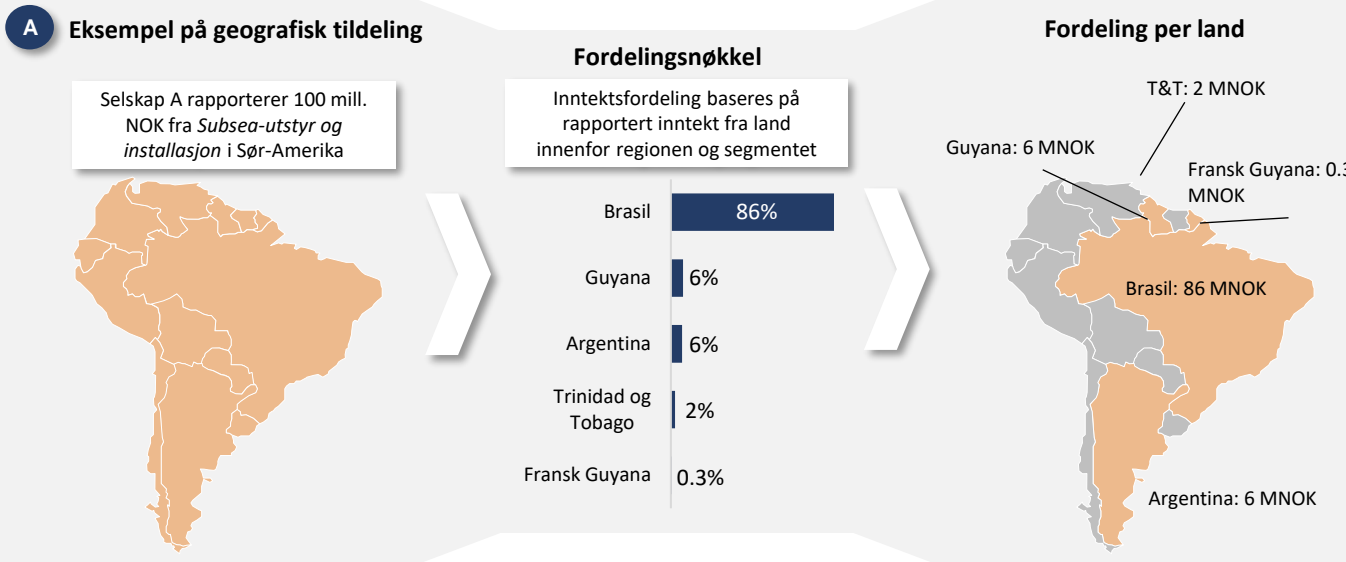 A
Eksempel på geografisk tildeling
Selskap A rapporterer 100 mill.
NOK fra Subsea-utstyr og
installasjon i Sør-Amerika
Fordelingsnøkkel
Inntektsfordeling baseres på
rapportert inntekt fra land
innenfor regionen og segmentet
Brasil
86%
Guyana
6%
Argentina
6%
Trinidad og
Tobago
2%
Fransk Guyana
0.3%
Fordeling per land
T&T: 2 MNOK
Guyana: 6 MNOK
Fransk Guyana: 0.3
MNOK
Brasil: 86 MNOK
Argentina: 6 MNOK